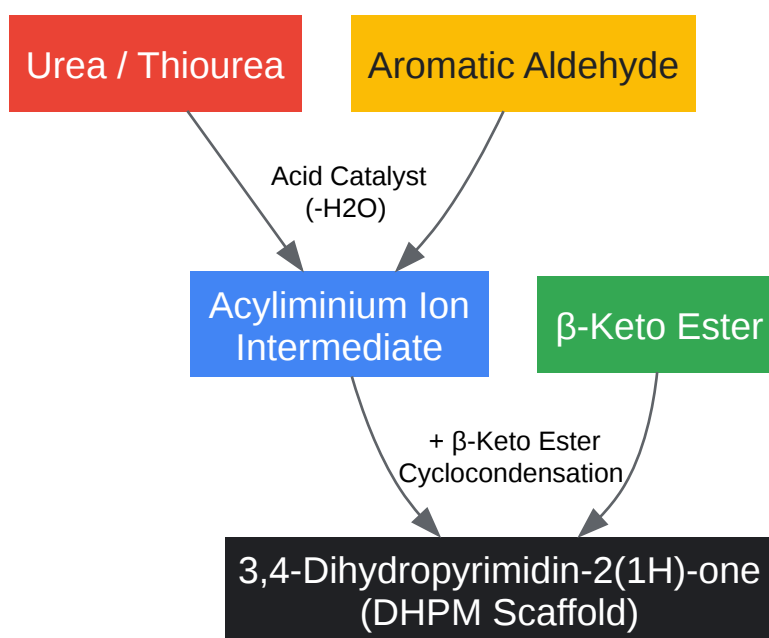 Urea / Thiourea
Aromatic Aldehyde
Acid Catalyst
(-H2O)
Acyliminium Ion
Intermediate
β-Keto Ester
+ β-Keto Ester
Cyclocondensation
3,4-Dihydropyrimidin-2(1H)-one
(DHPM Scaffold)